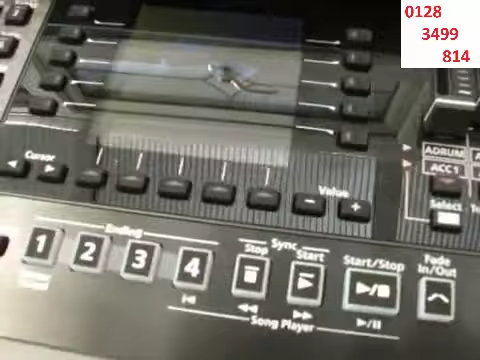 0128
3499
814
ADRUM
ACC1
Cursor
Value
Select
Ending
Sync
Stop
Start
Start/Stop
Fade
In/Out
1
2
3
4
Song Player